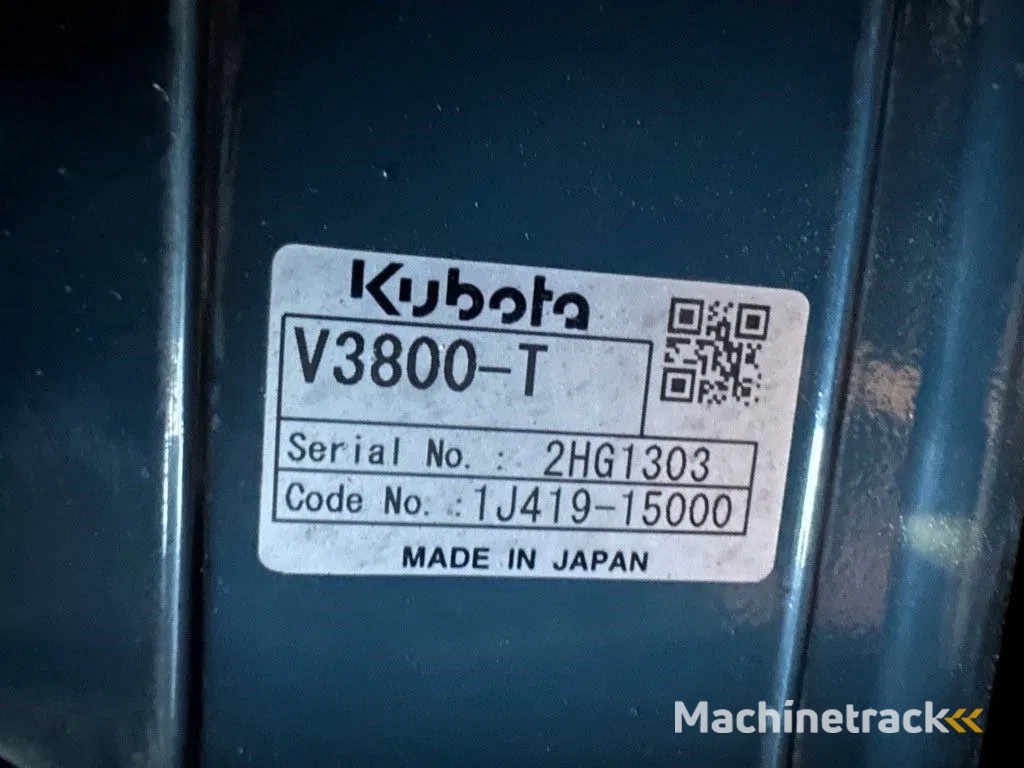 Kubota
V3800-T
Serial No. : 2HG1303
Code No. : 1J419-15000
MADE IN JAPAN
Machinetrack